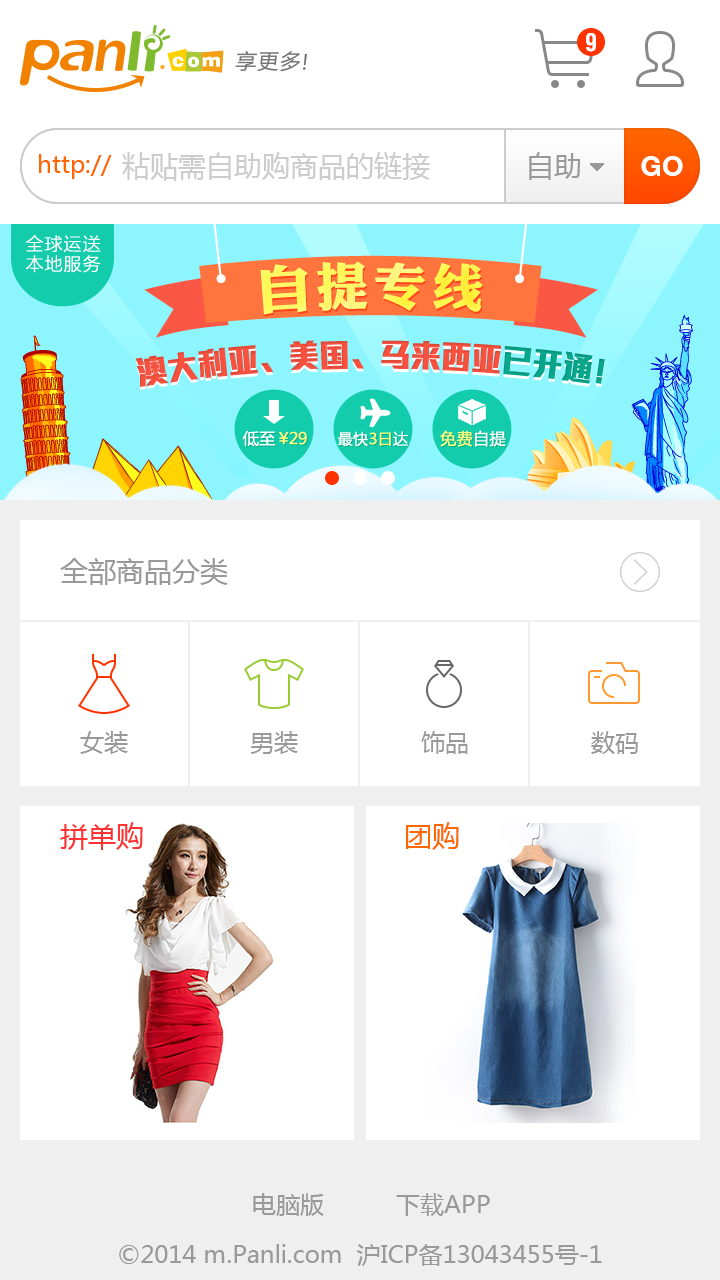 panli.com 享更多!
9
http:// 粘贴需自助购商品的链接 自助 GO
全球运送
本地服务
自提专线
澳大利亚、美国、马来西亚已开通!
低至¥29 最快3日达 免费自提
全部商品分类
女装 男装 饰品 数码
拼单购 团购
电脑版 下载APP
©2014 m.Panli.com 沪ICP备13043455号-1